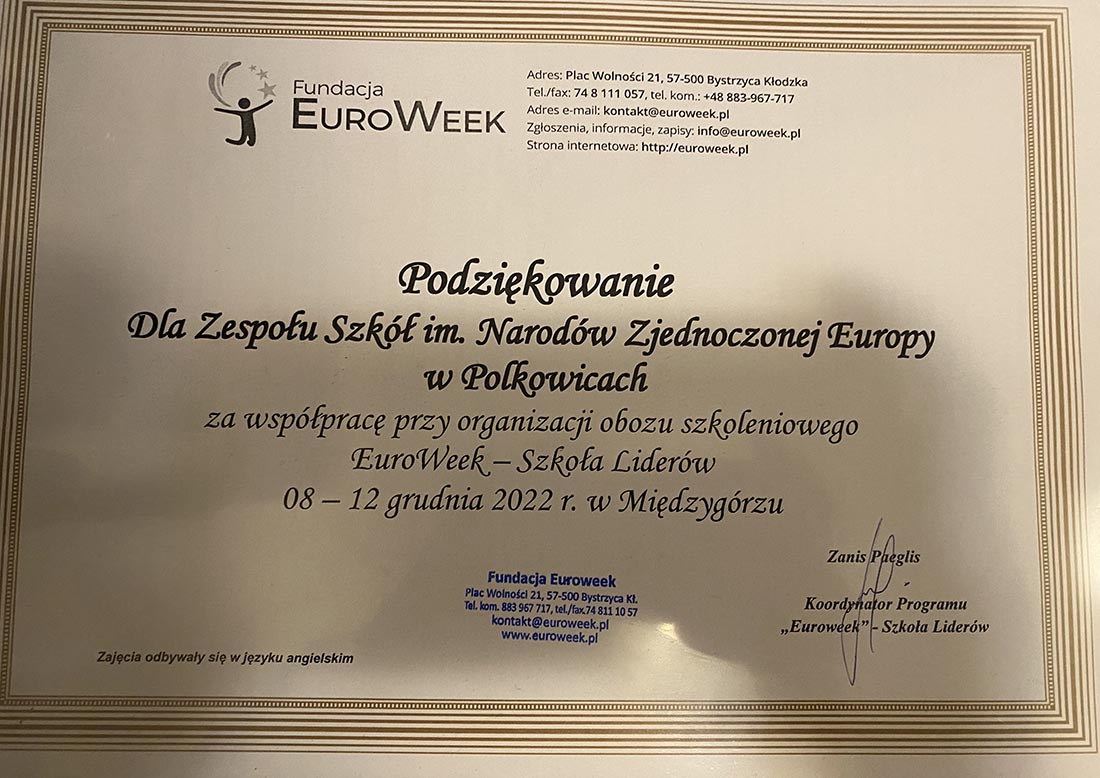 Fundacja
EUROWEEK
Adres: Plac Wolności 21, 57-500 Bystrzyca Kłodzka
Tel./fax: 74 8 111 057, tel. kom.: +48 883-967-717
Adres e-mail: kontakt@euroweek.pl
Zgłoszenia, informacje, zapisy: info@euroweek.pl
Strona internetowa: http://euroweek.pl
Podziękowanie
Dla Zespołu Szkół im. Narodów Zjednoczonej Europy
w Polkowicach
za współpracę przy organizacji obozu szkoleniowego
EuroWeek – Szkoła Liderów
08 – 12 grudnia 2022 r. w Międzygórzu
Zanis Paeglis
Koordynator Programu
„Euroweek” - Szkoła Liderów
Fundacja Euroweek
Plac Wolności 21, 57-500 Bystrzyca Kł.
Tel. kom. 883 967 717, tel./fax.74 811 10 57
kontakt@euroweek.pl
www.euroweek.pl
Zajęcia odbywały się w języku angielskim